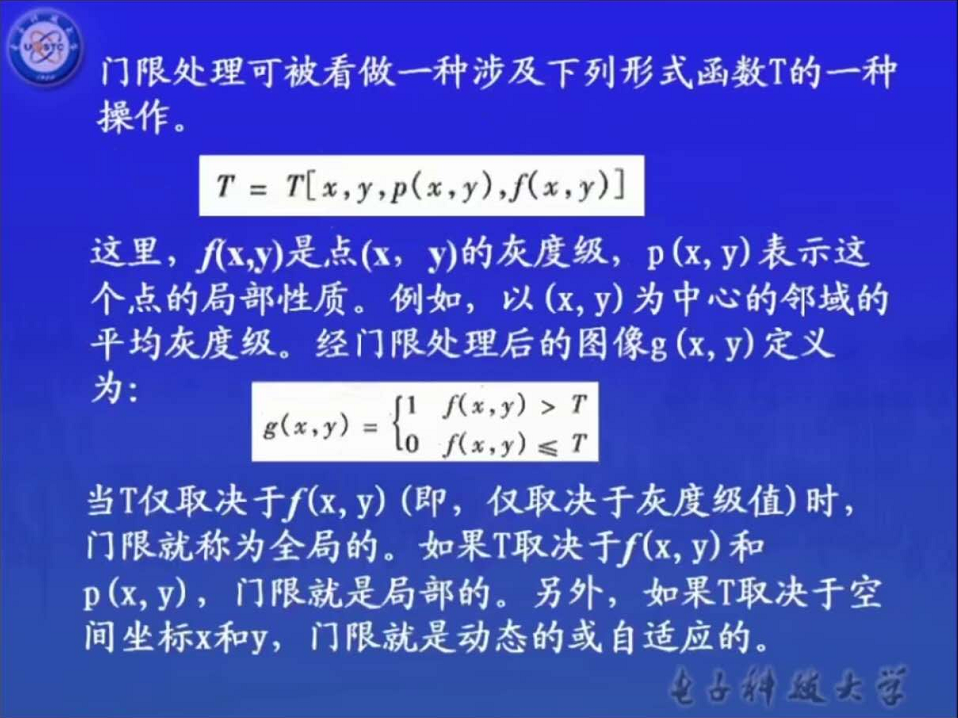 门限处理可被看做一种涉及下列形式函数T的一种
操作。
T = T[x,y,p(x,y),f(x,y)]
这里，f(x,y)是点(x，y)的灰度级，p(x,y)表示这
个点的局部性质。例如，以(x,y)为中心的邻域的
平均灰度级。经门限处理后的图像g(x,y)定义
为:
g(x,y) = {1 f(x,y) > T
0 f(x,y) ⩽ T
当T仅取决于f(x,y)(即，仅取决于灰度级值)时，
门限就称为全局的。如果T取决于f(x,y)和
p(x,y)，门限就是局部的。另外，如果T取决于空
间坐标x和y，门限就是动态的或自适应的。
电子科技大学